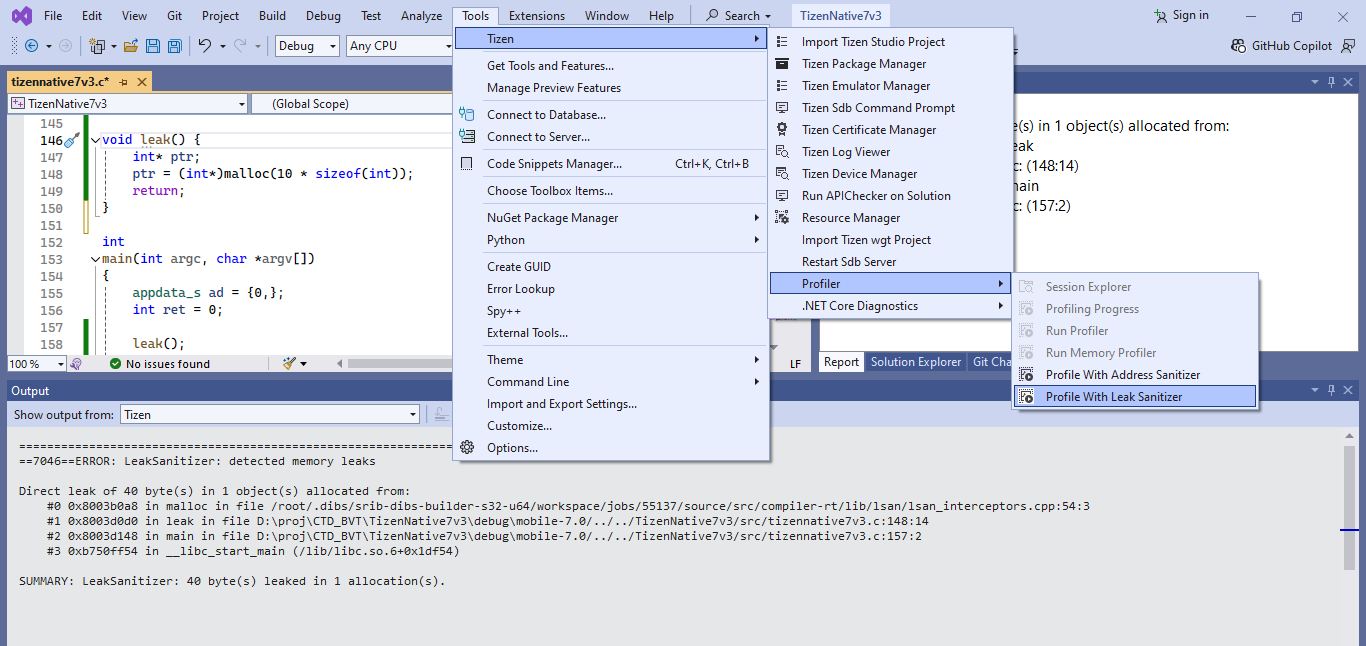 File Edit View Git Project Build Debug Test Analyze Tools Extensions Window Help Search TizenNative7v3 Sign in
Debug Any CPU GitHub Copilot
tizennative7v3.c*
TizenNative7v3 (Global Scope)
145
146 void leak() {
147 int* ptr;
148 ptr = (int*)malloc(10 * sizeof(int));
149 return;
150 }
151
152 int
153 main(int argc, char *argv[])
154 {
155 appdata_s ad = {0,};
156 int ret = 0;
157
158 leak();
100 % No issues found
LF
Tizen
Get Tools and Features...
Manage Preview Features
Connect to Database...
Connect to Server...
Code Snippets Manager... Ctrl+K, Ctrl+B
Choose Toolbox Items...
NuGet Package Manager
Python
Create GUID
Error Lookup
Spy++
External Tools...
Theme
Command Line
Import and Export Settings...
Customize...
Options...
Import Tizen Studio Project
Tizen Package Manager
Tizen Emulator Manager
Tizen Sdb Command Prompt
Tizen Certificate Manager
Tizen Log Viewer
Tizen Device Manager
Run APIChecker on Solution
Resource Manager
Import Tizen wgt Project
Restart Sdb Server
Profiler
.NET Core Diagnostics
Session Explorer
Profiling Progress
Run Profiler
Run Memory Profiler
Profile With Address Sanitizer
Profile With Leak Sanitizer
e(s) in 1 object(s) allocated from:
eak
c: (148:14)
nain
c: (157:2)
Report Solution Explorer Git Cha
Output
Show output from: Tizen
=================================================================
==7046==ERROR: LeakSanitizer: detected memory leaks
Direct leak of 40 byte(s) in 1 object(s) allocated from:
#0 0x8003b0a8 in malloc in file /root/.dibs/srib-dibs-builder-s32-u64/workspace/jobs/55137/source/src/compiler-rt/lib/lsan/lsan_interceptors.cpp:54:3
#1 0x8003d0d0 in leak in file D:\proj\CTD_BVT\TizenNative7v3\debug\mobile-7.0/../../TizenNative7v3/src/tizennative7v3.c:148:14
#2 0x8003d148 in main in file D:\proj\CTD_BVT\TizenNative7v3\debug\mobile-7.0/../../TizenNative7v3/src/tizennative7v3.c:157:2
#3 0xb750ff54 in __libc_start_main (/lib/libc.so.6+0x1df54)
SUMMARY: LeakSanitizer: 40 byte(s) leaked in 1 allocation(s).